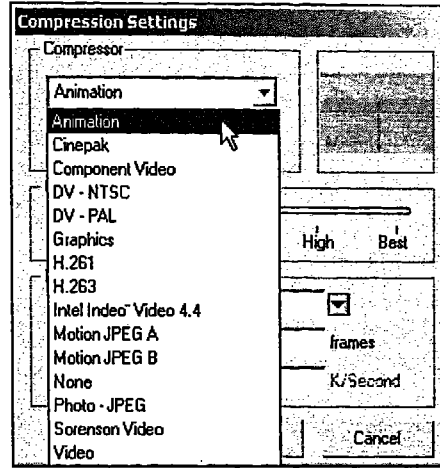 Compression Settings
Compressor
Animation
Animation
Cinepak
Component Video
DV - NTSC
DV - PAL
Graphics
H.261
H.263
Intel Indeo™ Video 4.4
Motion JPEG A
Motion JPEG B
None
Photo - JPEG
Sorenson Video
Video
High Best
frames
K/Second
Cancel